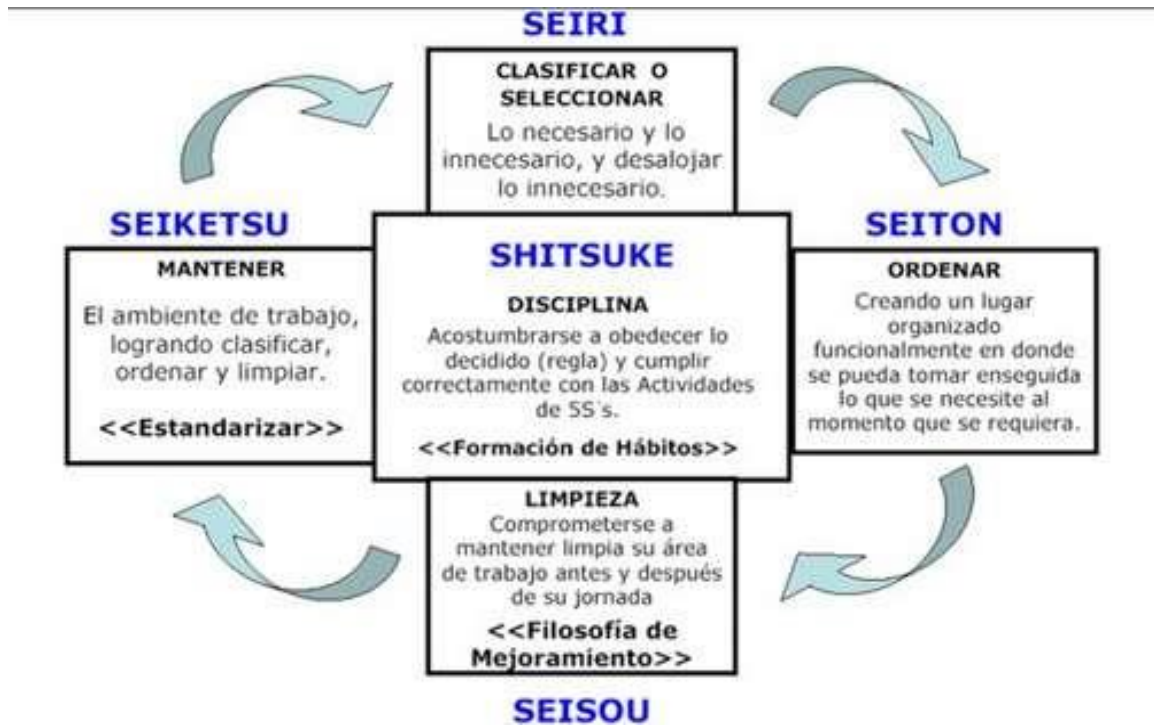 SEIRI
CLASIFICAR O
SELECCIONAR
Lo necesario y lo
innecesario, y desalojar
lo innecesario.
SEIKETSU
MANTENER
El ambiente de trabajo,
logrando clasificar,
ordenar y limpiar.
<<Estandarizar>>
SHITSUKE
DISCIPLINA
Acostumbrarse a obedecer lo
decidido (regla) y cumplir
correctamente con las Actividades
de 5S´s.
<<Formación de Hábitos>>
SEITON
ORDENAR
Creando un lugar
organizado
funcionalmente en donde
se pueda tomar enseguida
lo que se necesite al
momento que se requiera.
LIMPIEZA
Comprometerse a
mantener limpia su área
de trabajo antes y después
de su jornada
<<Filosofía de
Mejoramiento>>
SEISOU